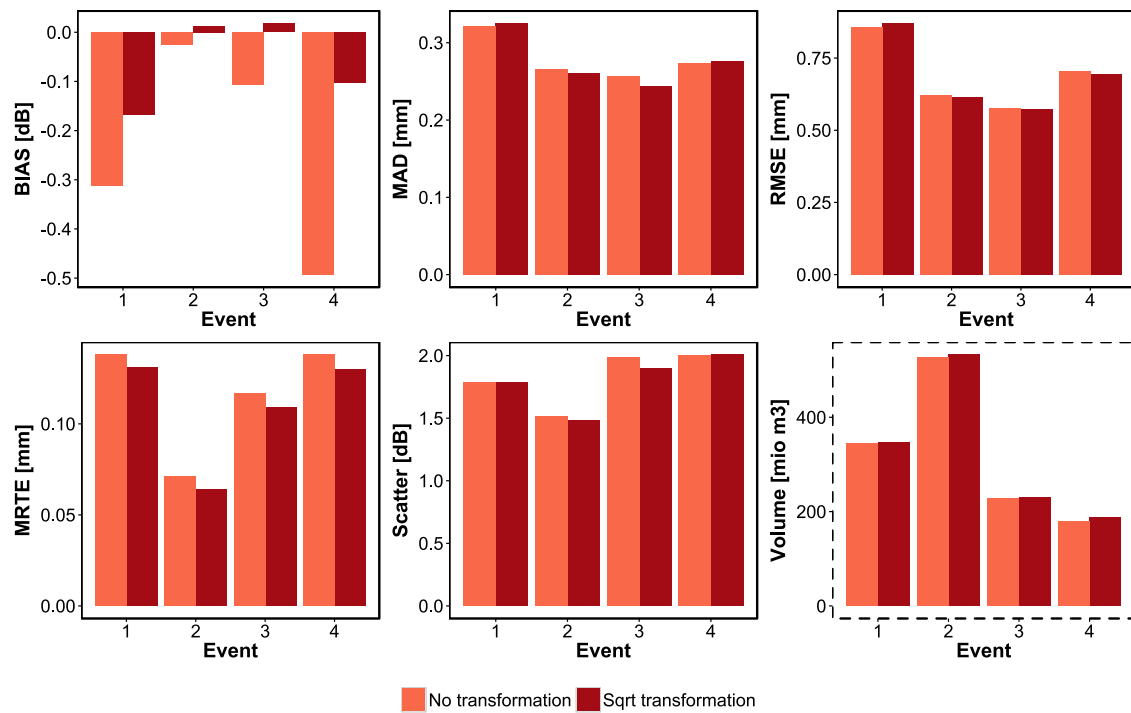 BIAS [dB]
0.0
-0.1
-0.2
-0.3
-0.4
-0.5
1 2 3 4
Event
MAD [mm]
0.3
0.2
0.1
0.0
1 2 3 4
Event
RMSE [mm]
0.75
0.50
0.25
0.00
1 2 3 4
Event
MRTE [mm]
0.10
0.05
0.00
1 2 3 4
Event
Scatter [dB]
2.0
1.5
1.0
0.5
0.0
1 2 3 4
Event
Volume [mio m3]
400
200
0
1 2 3 4
Event
No transformation Sqrt transformation